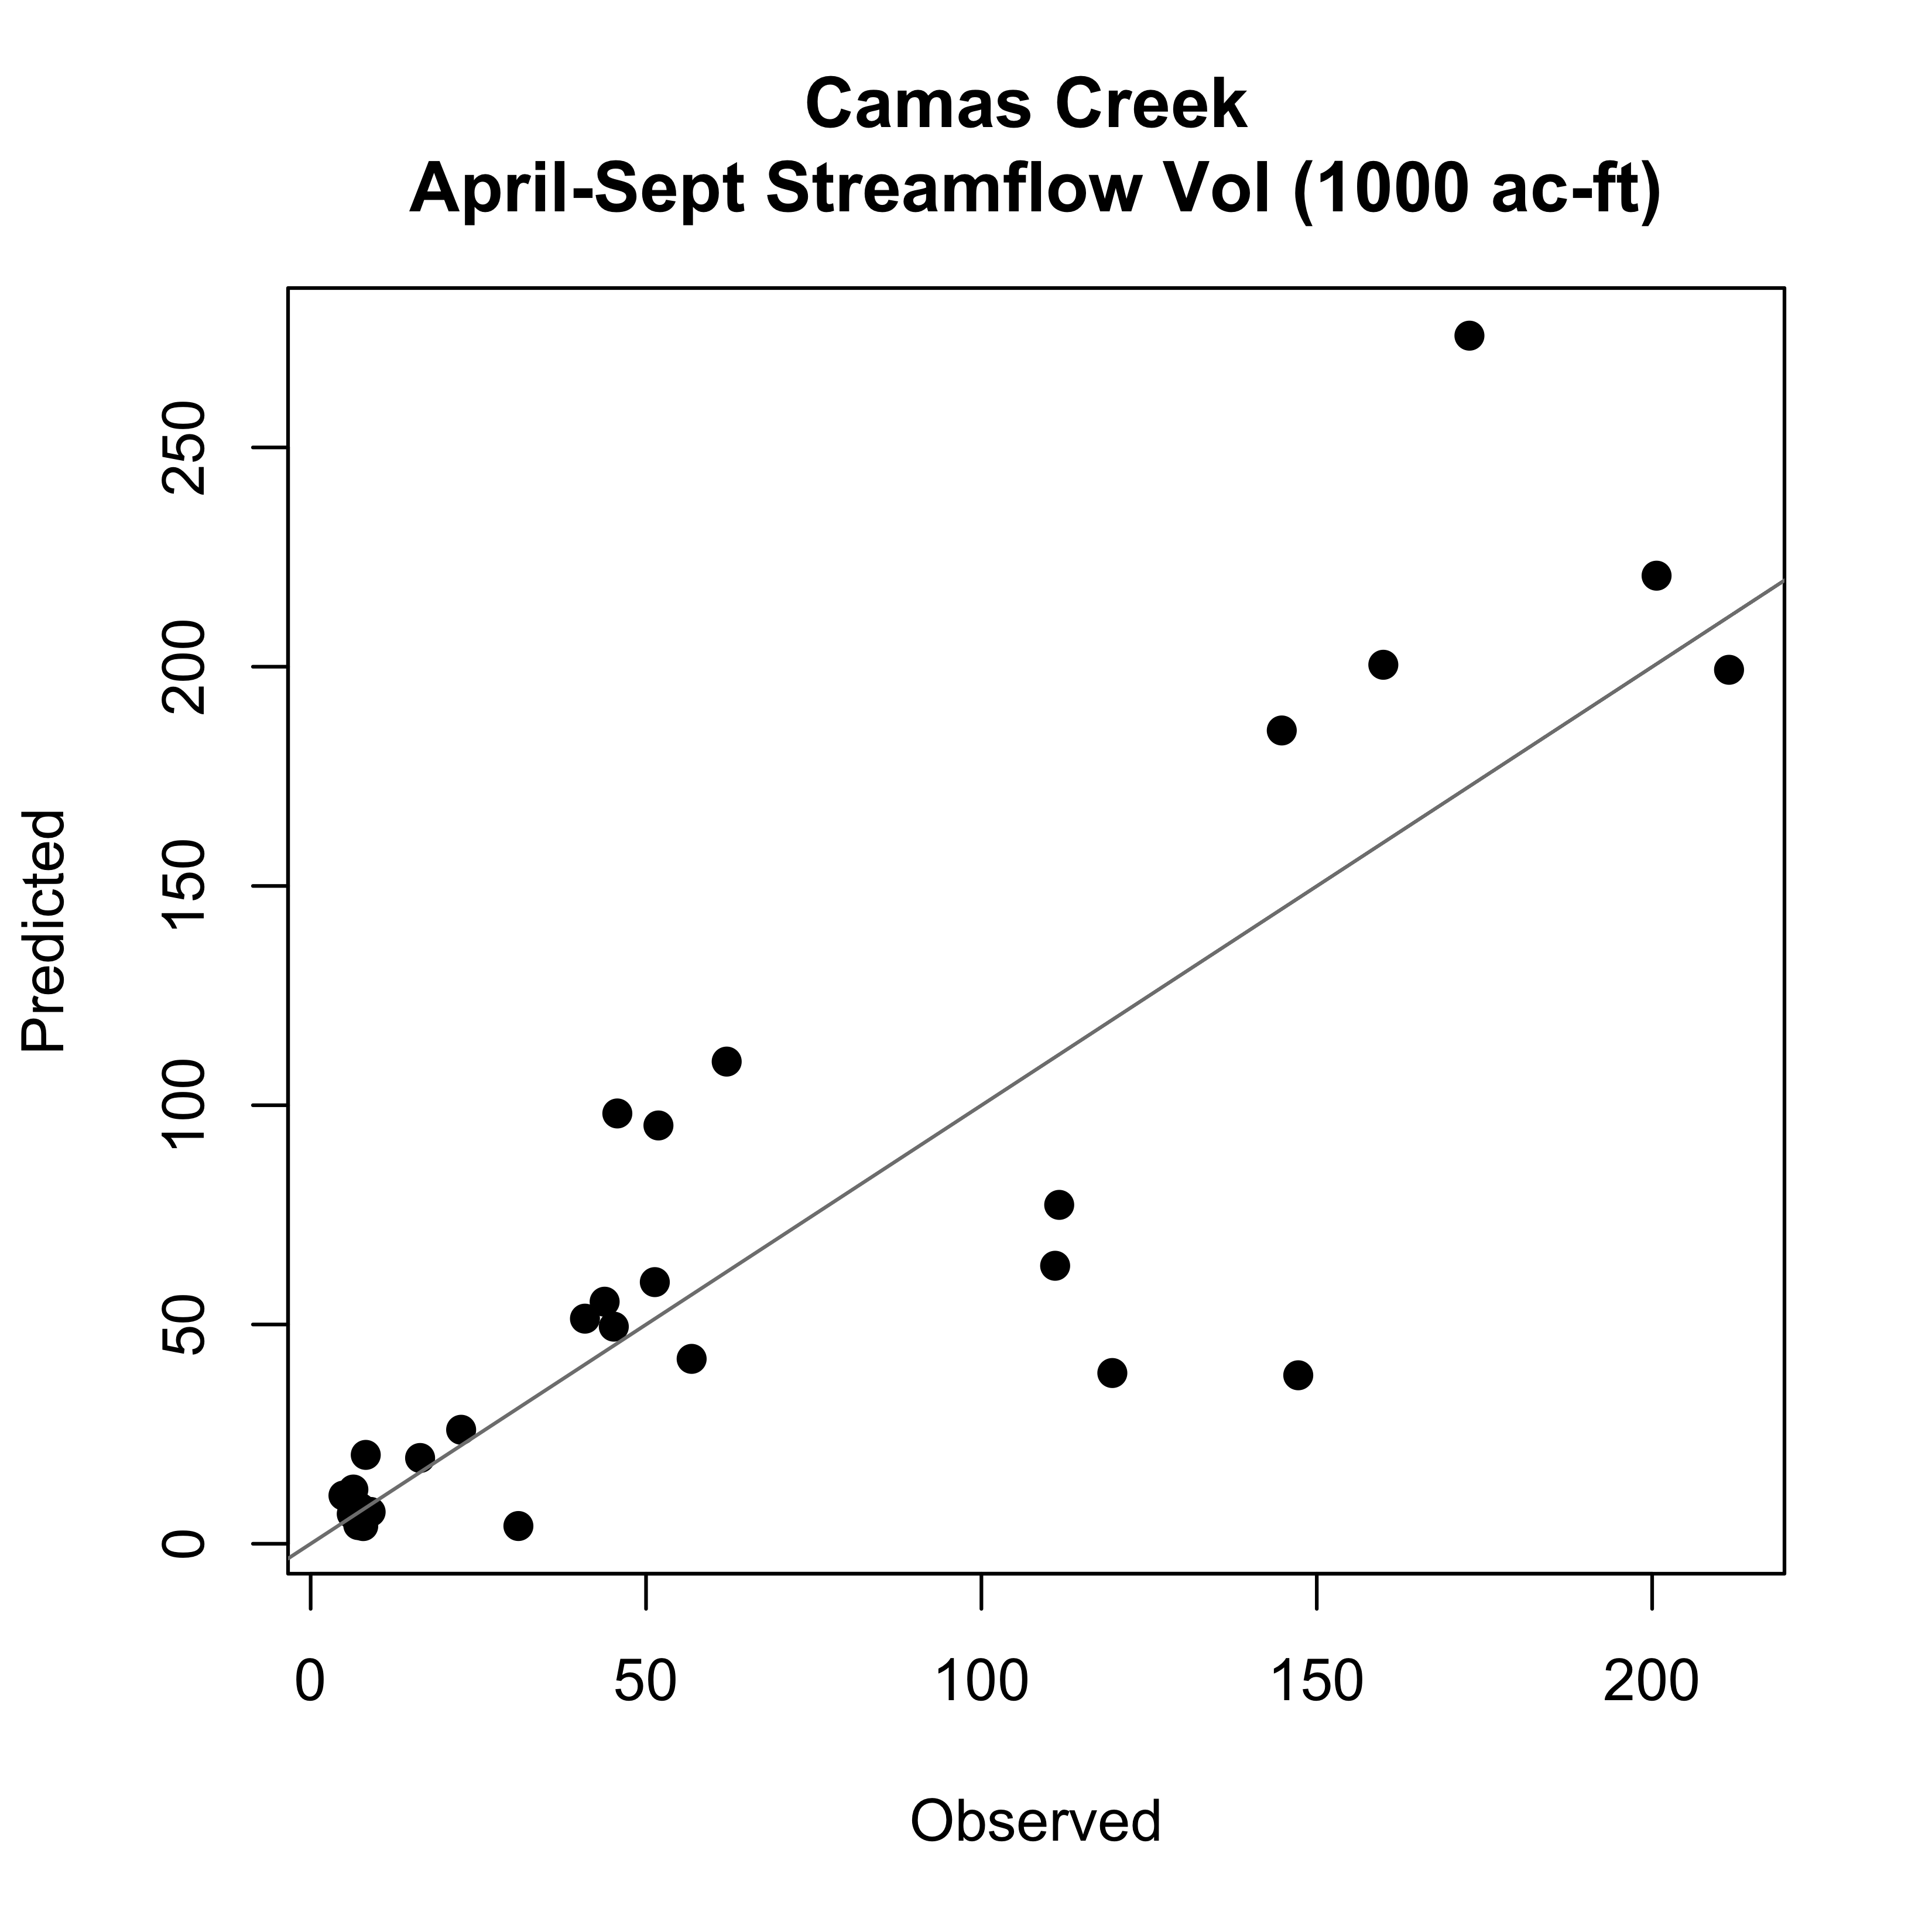 Camas Creek
April-Sept Streamflow Vol (1000 ac-ft)
250
200
150
100
50
0
Predicted
0 50 100 150 200
Observed